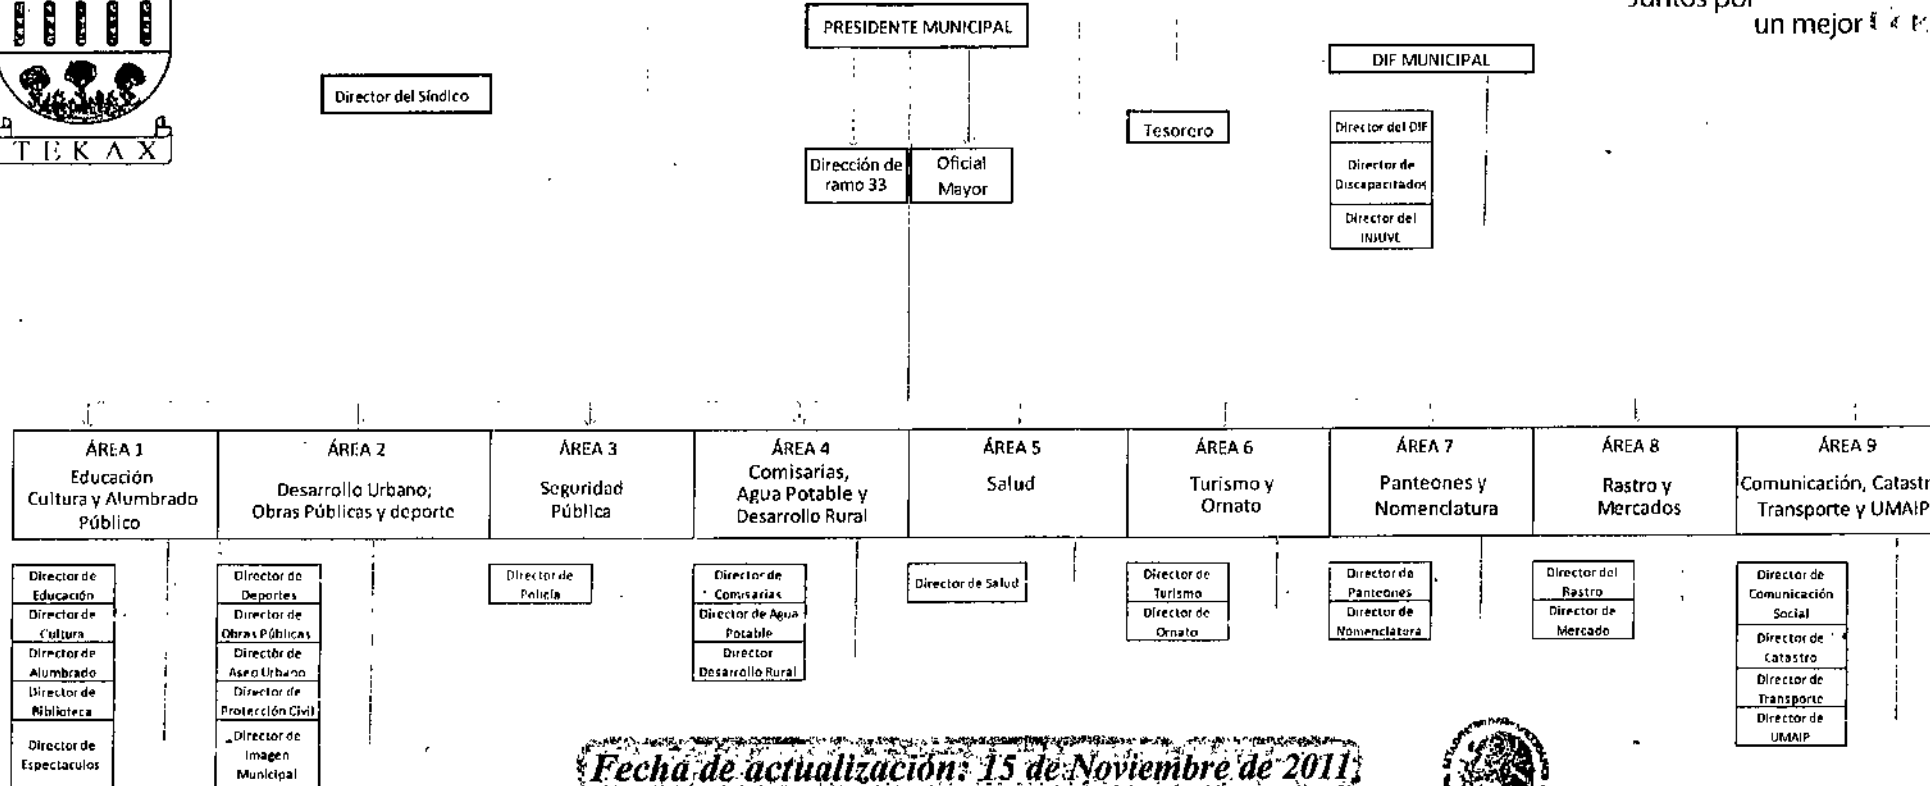 TEKAX
Juntos por
un mejor
PRESIDENTE MUNICIPAL
DIF MUNICIPAL
Director del Síndico
Tesorero
Dirección de
ramo 33
Oficial
Mayor
Director del DIF
Director de
Discapacitados
Director del
INJUVE
ÁREA 1
Educación
Cultura y Alumbrado
Público
ÁREA 2
Desarrollo Urbano;
Obras Públicas y deporte
ÁREA 3
Seguridad
Pública
ÁREA 4
Comisarías,
Agua Potable y
Desarrollo Rural
ÁREA 5
Salud
ÁREA 6
Turismo y
Ornato
ÁREA 7
Panteones y
Nomenclatura
ÁREA 8
Rastro y
Mercados
ÁREA 9
Comunicación, Catastr
Transporte y UMAIP
Director de
Educación
Director de
Cultura
Director de
Alumbrado
Director de
Biblioteca
Director de
Espectaculos
Director de
Deportes
Director de
Obras Públicas
Director de
Aseo Urbano
Director de
Protección Civil
Director de
Imagen
Municipal
Director de
Policía
Director de
Comisarías
Director de Agua
Potable
Director
Desarrollo Rural
Director de Salud
Director de
Turismo
Director de
Ornato
Director de
Panteones
Director de
Nomenclatura
Director del
Rastro
Director de
Mercado
Director de
Comunicación
Social
Director de
Catastro
Director de
Transporte
Director de
UMAIP
Fecha de actualización: 15 de Noviembre de 2011